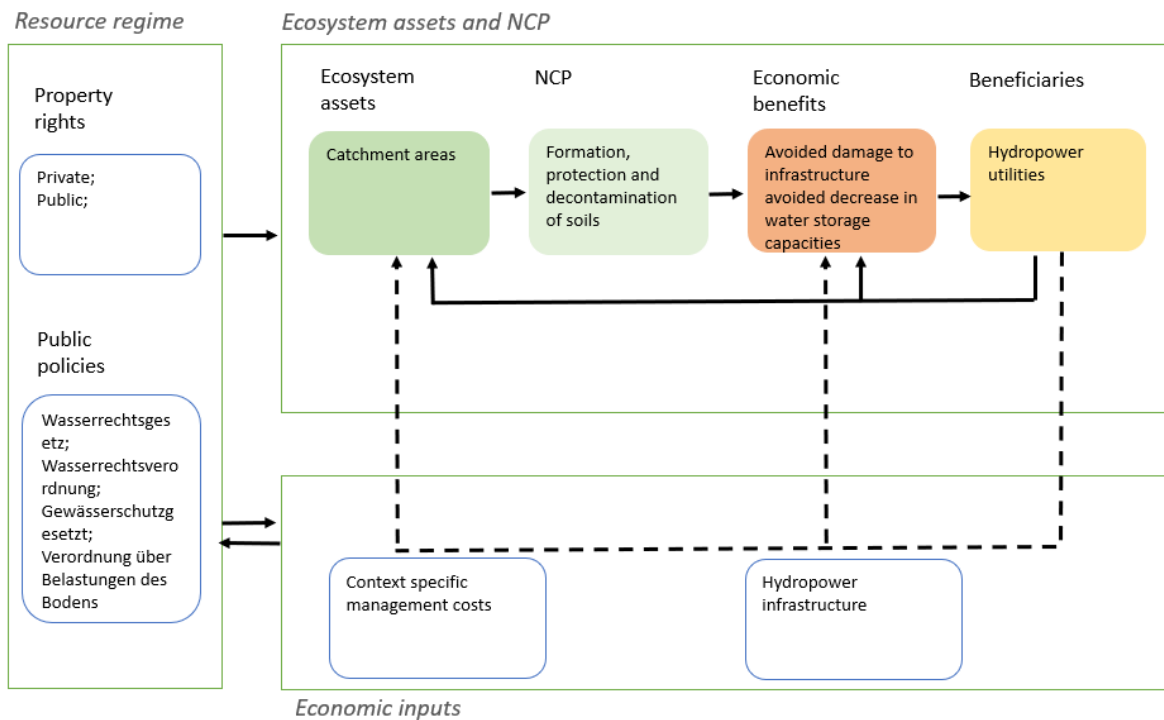 Resource regime
Property
rights
Private;
Public;
Public
policies
Wasserrechtsges
etz;
Wasserrechtsvero
rdnung;
Gewässerschutzg
esetzt;
Verordnung über
Belastungen des
Bodens
Ecosystem assets and NCP
Ecosystem
assets
Catchment areas
NCP
Formation,
protection and
decontamination
of soils
Economic
benefits
Avoided damage to
infrastructure
avoided decrease in
water storage
capacities
Beneficiaries
Hydropower
utilities
Context specific
management costs
Hydropower
infrastructure
Economic inputs